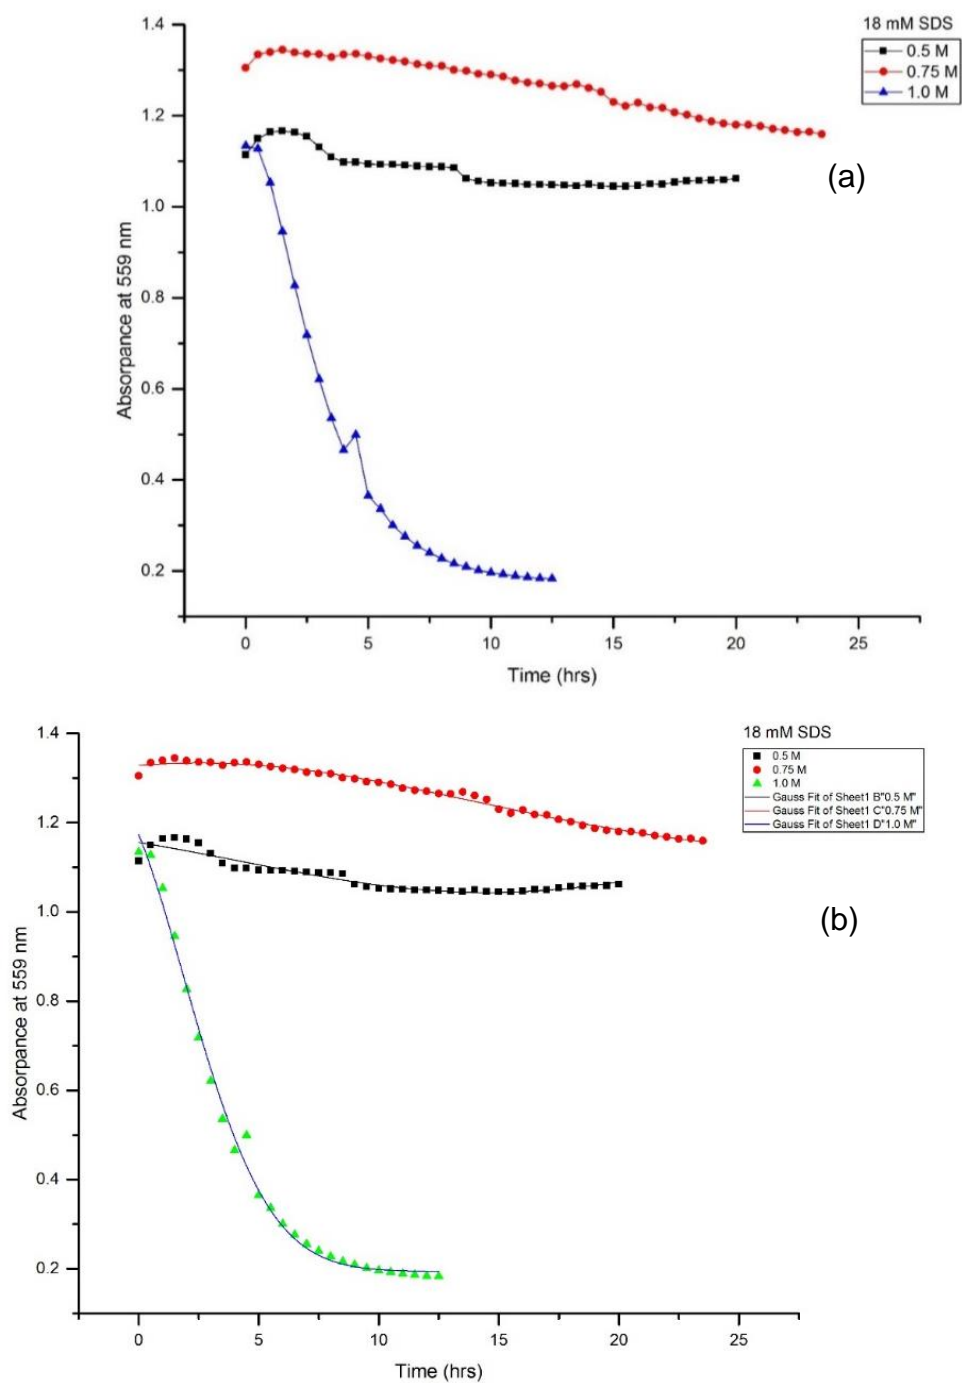 18 mM SDS
0.5 M
0.75 M
1.0 M
(a)
Absorpance at 559 nm
1.4
1.2
1.0
0.8
0.6
0.4
0.2
0 5 10 15 20 25
Time (hrs)
18 mM SDS
0.5 M
0.75 M
1.0 M
Gauss Fit of Sheet1 B"0.5 M"
Gauss Fit of Sheet1 C"0.75 M"
Gauss Fit of Sheet1 D"1.0 M"
(b)
Absorpance at 559 nm
1.4
1.2
1.0
0.8
0.6
0.4
0.2
0 5 10 15 20 25
Time (hrs)